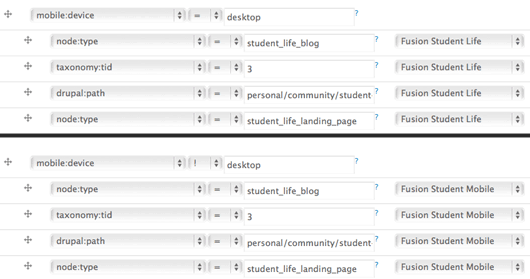 mobile:device = desktop ?
node:type = student_life_blog ? Fusion Student Life
taxonomy:tid = 3 ? Fusion Student Life
drupal:path = personal/community/student ? Fusion Student Life
node:type = student_life_landing_page ? Fusion Student Life
mobile:device ! desktop ?
node:type = student_life_blog ? Fusion Student Mobile
taxonomy:tid = 3 ? Fusion Student Mobile
drupal:path = personal/community/student ? Fusion Student Mobile
node:type = student_life_landing_page ? Fusion Student Mobile